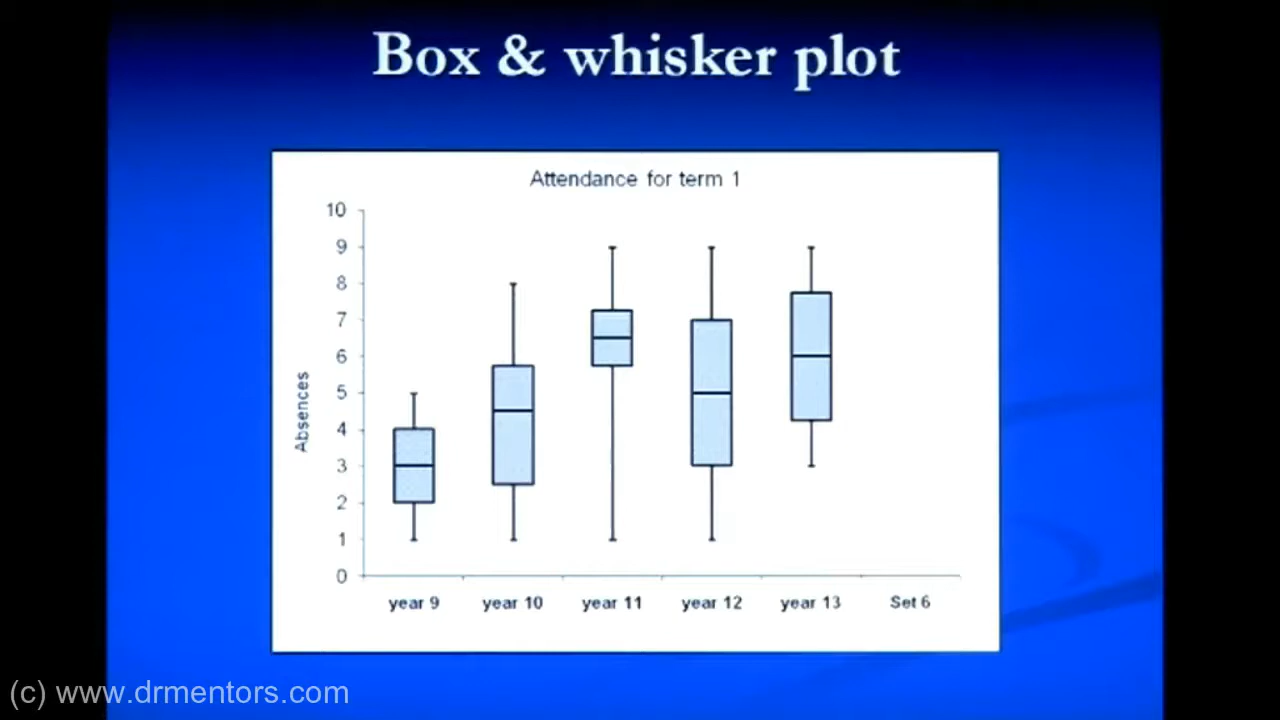 Box & whisker plot
Attendance for term 1
10
9
8
7
6
5
4
3
2
1
0
Absences
year 9 year 10 year 11 year 12 year 13 Set 6
(c) www.drmentors.com